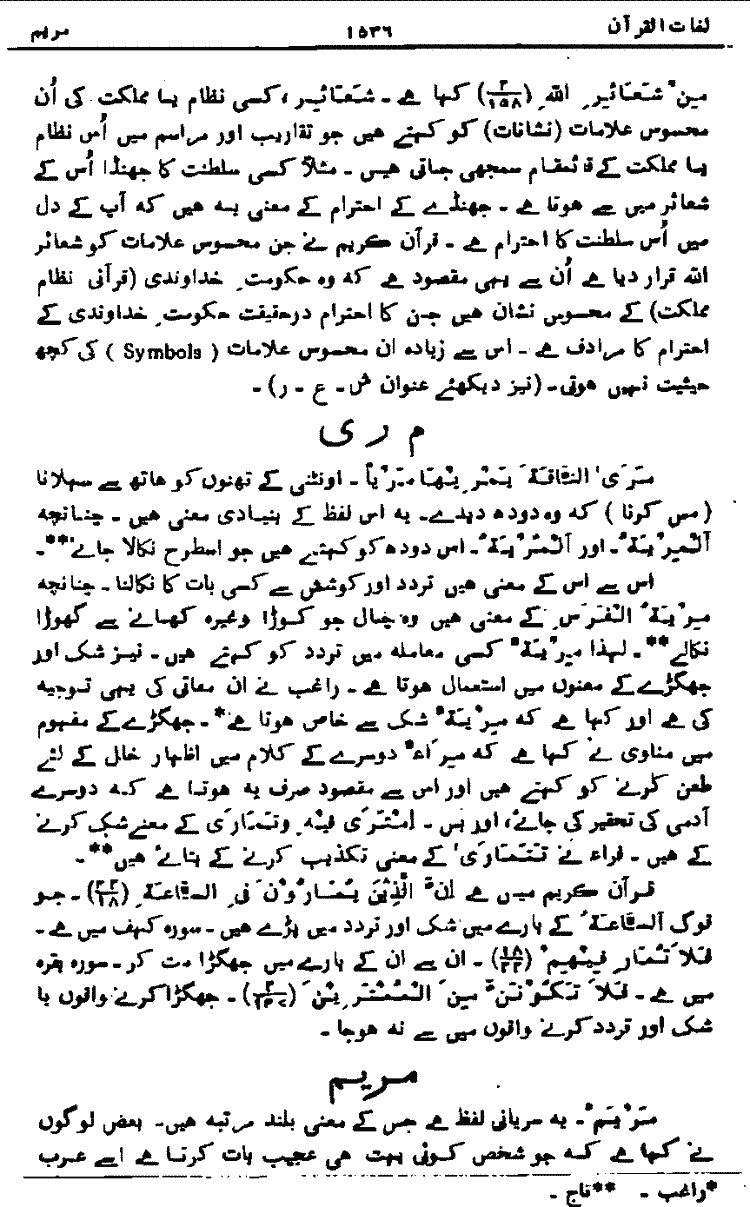 لغات القرآن ۱۵۳۶ مریم
مِنْ شَعَائِرِ اللہِ (۲/۱۵۸) کہا ہے ۔ شَعَائِر ، کسی نظام یا مملکت کی اُن
محسوس علامات (نشانات) کو کہتے ہیں جو تقاریب اور مراسم میں اُس نظام
یا مملکت کے قائمقام سمجھی جاتی ہیں ۔ مثلاً کسی سلطنت کا جھنڈا اُس کے
شعائر میں سے ہوتا ہے ۔ جھنڈے کے احترام کے معنی یہ ہیں کہ آپ کے دل
میں اُس سلطنت کا احترام ہے ۔ قرآن کریم نے جن محسوس علامات کو شعائر
اللہ قرار دیا ہے اُن سے یہی مقصود ہے کہ وہ حکومتِ خداوندی (قرآنی نظام
مملکت) کے محسوس نشان ہیں جن کا احترام درحقیقت حکومتِ خداوندی کے
احترام کا مرادف ہے ۔ اس سے زیادہ ان محسوس علامات ( Symbols ) کی کچھ
حیثیت نہیں ہوتی ۔ (نیز دیکھئے عنوان ش ۔ ع ۔ ر) ۔
م ر ی
مَرَی النَّاقَۃَ یَمْرِیْھَا مَرْیاً ۔ اونٹنی کے تھنوں کو ہاتھ سے سہلانا
(مس کرنا) کہ وہ دودھ دیدے ۔ یہ اس لفظ کے بنیادی معنی ہیں ۔ چنانچہ
اَلْمِرْیَۃُ ۔ اور اَلْمُرْیَۃُ ۔ اس دودھ کو کہتے ہیں جو اسطرح نکالا جائے** ۔
اس سے اس کے معنی ہیں تردد اور کوشش سے کسی بات کا نکالنا ۔ چنانچہ
مِرْیَۃُ الْفَرَسِ کے معنی ہیں وہ چال جو کوڑا وغیرہ کھانے سے گھوڑا
نکالے** ۔ لہذا مِرْیَۃٌ کسی معاملہ میں تردد کو کہتے ہیں ۔ نیز شک اور
جھگڑے کے معنوں میں استعمال ہوتا ہے ۔ راغب نے ان معانی کی یہی توجیہ
کی ہے اور کہا ہے کہ مِرْیَۃٌ شک سے خاص ہوتا ہے* ۔ جھگڑے کے مفہوم
میں مناوی نے کہا ہے کہ مِرَاءٌ دوسرے کے کلام میں اظہار خال کے لئے
طعن کرنے کو کہتے ہیں اور اس سے مقصود صرف یہ ہوتا ہے کہ دوسرے
آدمی کی تحقیر کی جائے، اور بس ۔ اِمْتَرٰی فِیْہِ وتَمَارٰی کے معنے شک کرنے
کے ہیں ۔ فراء نے تَتَمَارٰی کے معنی تکذیب کرنے کے بتائے ہیں** ۔
قرآن کریم میں ہے اِنَّ الَّذِیْنَ یُمَارُوْنَ فِی السَّاعَۃِ (۴۲/۱۸) ۔ جو
لوگ اَلسَّاعَۃُ کے بارے میں شک اور تردد میں پڑے ہیں ۔ سورہ کہف میں ہے ۔
فَلَا تُمَارِ فِیْھِمْ (۱۸/۲۲) ۔ ان سے ان کے بارے میں جھگڑا مت کر ۔ سورہ بقرہ
میں ہے ۔ فَلَا تَکُوْنَنَّ مِنَ الْمُمْتَرِیْنَ (۲/۱۴۷) ۔ جھگڑا کرنے والوں یا
شک اور تردد کرنے والوں میں سے نہ ہوجا ۔
مریم
مَرْیَمُ ۔ یہ سریانی لفظ ہے جس کے معنی بلند مرتبہ ہیں ۔ بعض لوگوں
نے کہا ہے کہ جو شخص کوئی بہت ہی عجیب بات کرتا ہے اسے عرب
*راغب ۔ **تاج ۔